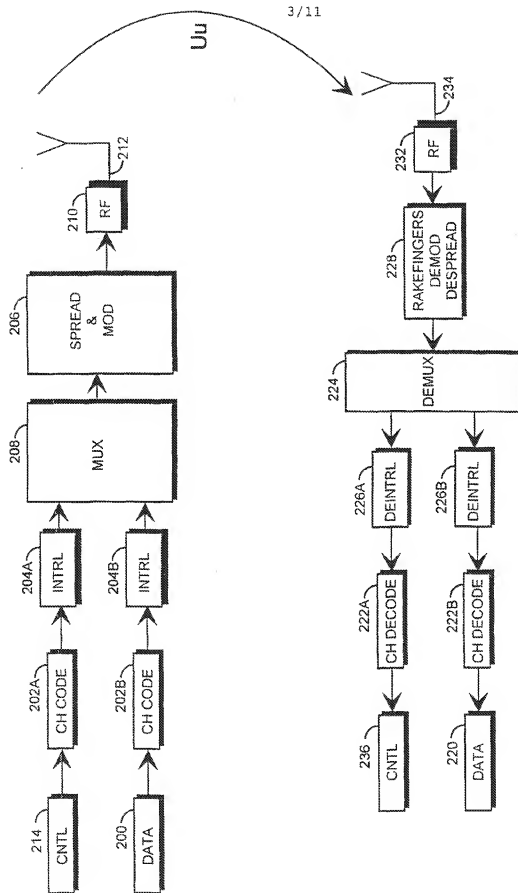 3/11
Uu
214
CNTL
202A
CH CODE
204A
INTRL
200
DATA
202B
CH CODE
204B
INTRL
208
MUX
206
SPREAD
&
MOD
210
RF
212
236
CNTL
222A
CH DECODE
226A
DEINTRL
220
DATA
222B
CH DECODE
226B
DEINTRL
224
DEMUX
228
RAKEFINGERS
DEMOD
DESPREAD
232
RF
234